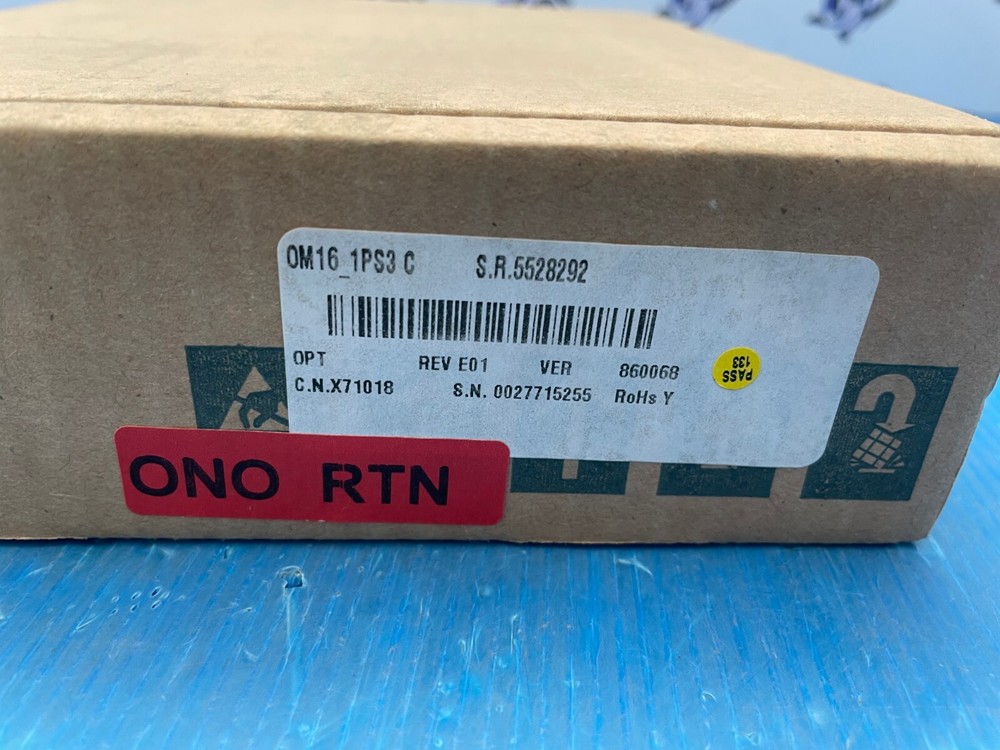 OM16_1PS3 C S.R.5528292
OPT REV E01 VER 860068
C.N.X71018 S.N. 0027715255 RoHs Y
PASS
133
ONO RTN